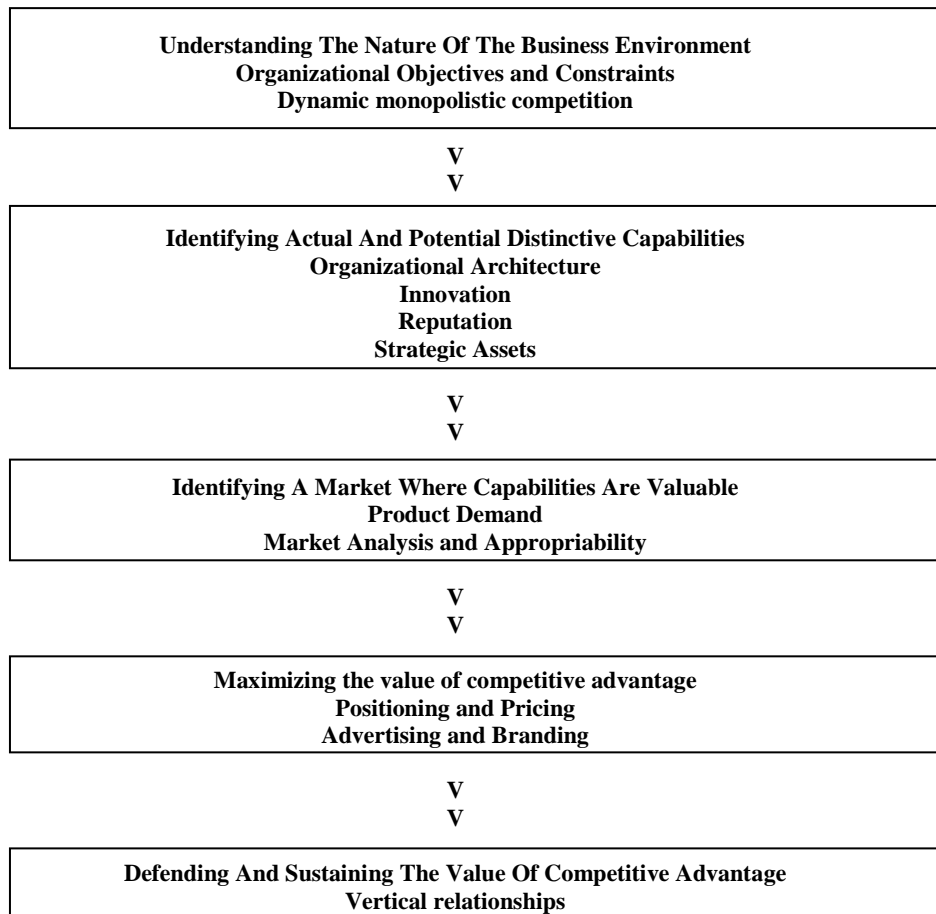 Understanding The Nature Of The Business Environment
Organizational Objectives and Constraints
Dynamic monopolistic competition
V
V
Identifying Actual And Potential Distinctive Capabilities
Organizational Architecture
Innovation
Reputation
Strategic Assets
V
V
Identifying A Market Where Capabilities Are Valuable
Product Demand
Market Analysis and Appropriability
V
V
Maximizing the value of competitive advantage
Positioning and Pricing
Advertising and Branding
V
V
Defending And Sustaining The Value Of Competitive Advantage
Vertical relationships